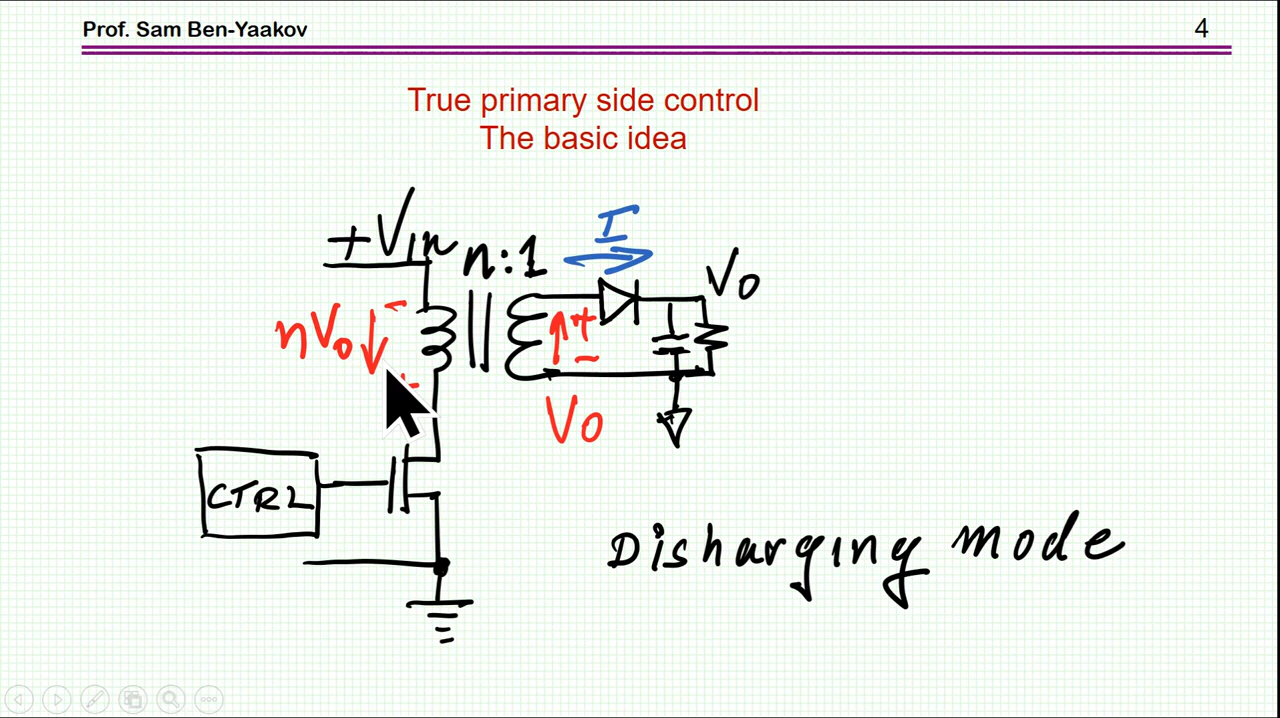 Prof. Sam Ben-Yaakov
4
True primary side control
The basic idea
I
+Vin
n:1
Vo
nVo
+
−
Vo
CTRL
Disharging mode